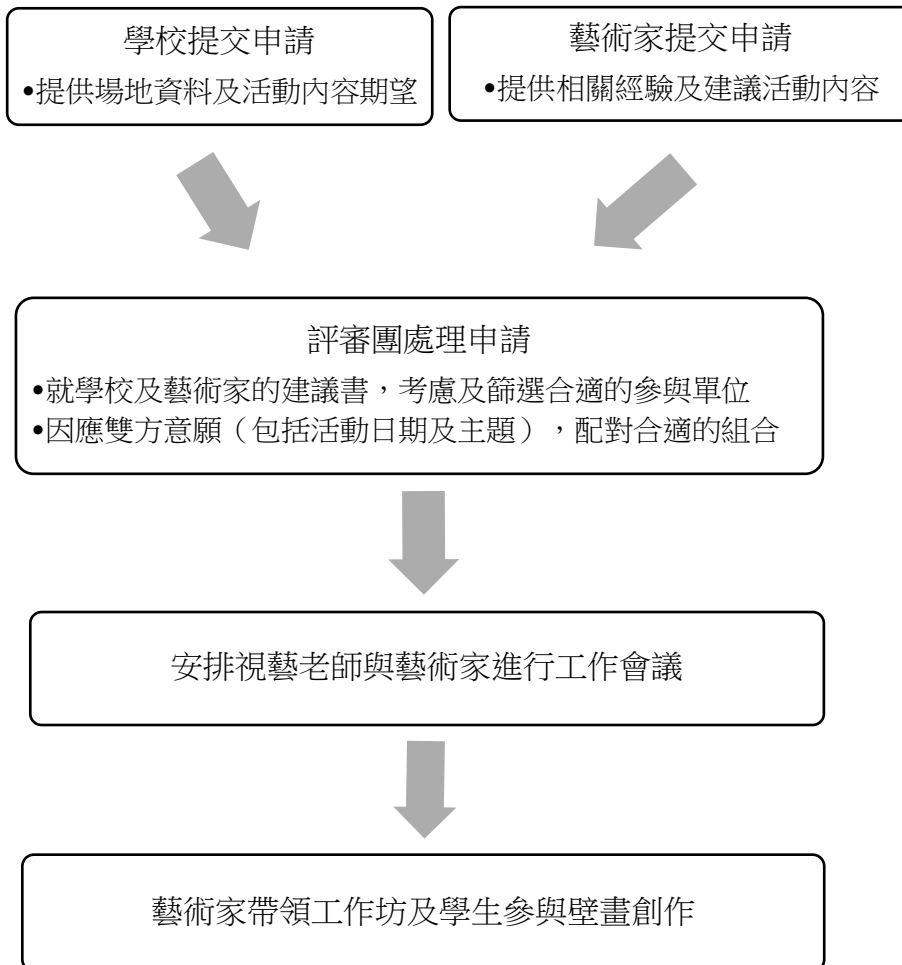 學校提交申請
•提供場地資料及活動內容期望
藝術家提交申請
•提供相關經驗及建議活動內容
評審團處理申請
•就學校及藝術家的建議書，考慮及篩選合適的參與單位
•因應雙方意願（包括活動日期及主題），配對合適的組合
安排視藝老師與藝術家進行工作會議
藝術家帶領工作坊及學生參與壁畫創作